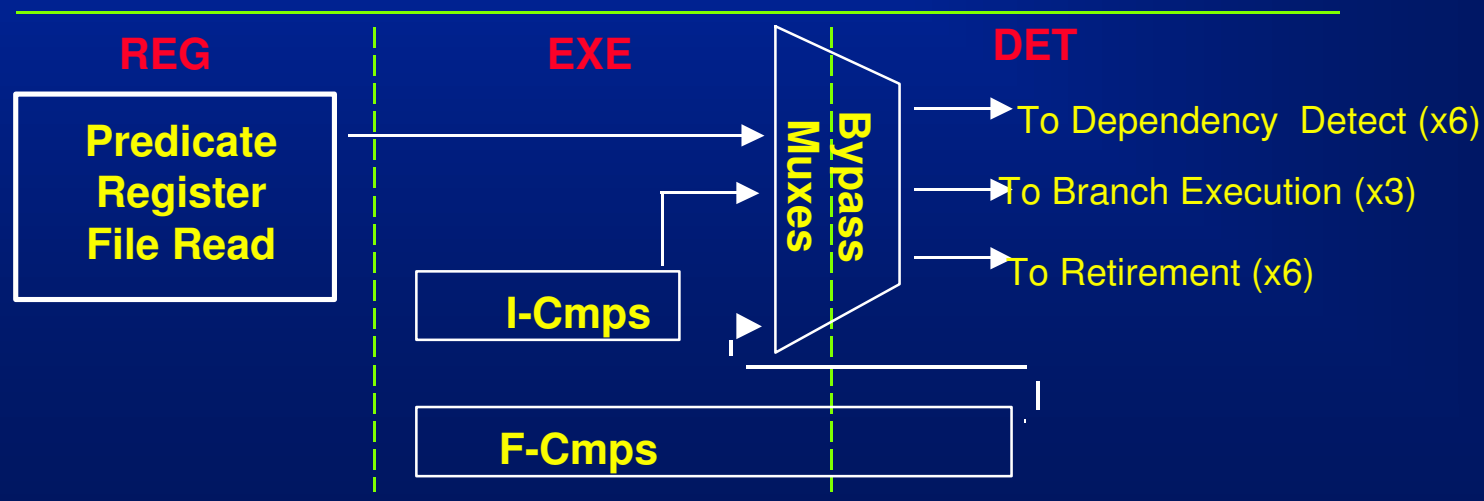 REG
EXE
DET
Predicate
Register
File Read
Bypass
Muxes
To Dependency Detect (x6)
To Branch Execution (x3)
To Retirement (x6)
I-Cmps
F-Cmps